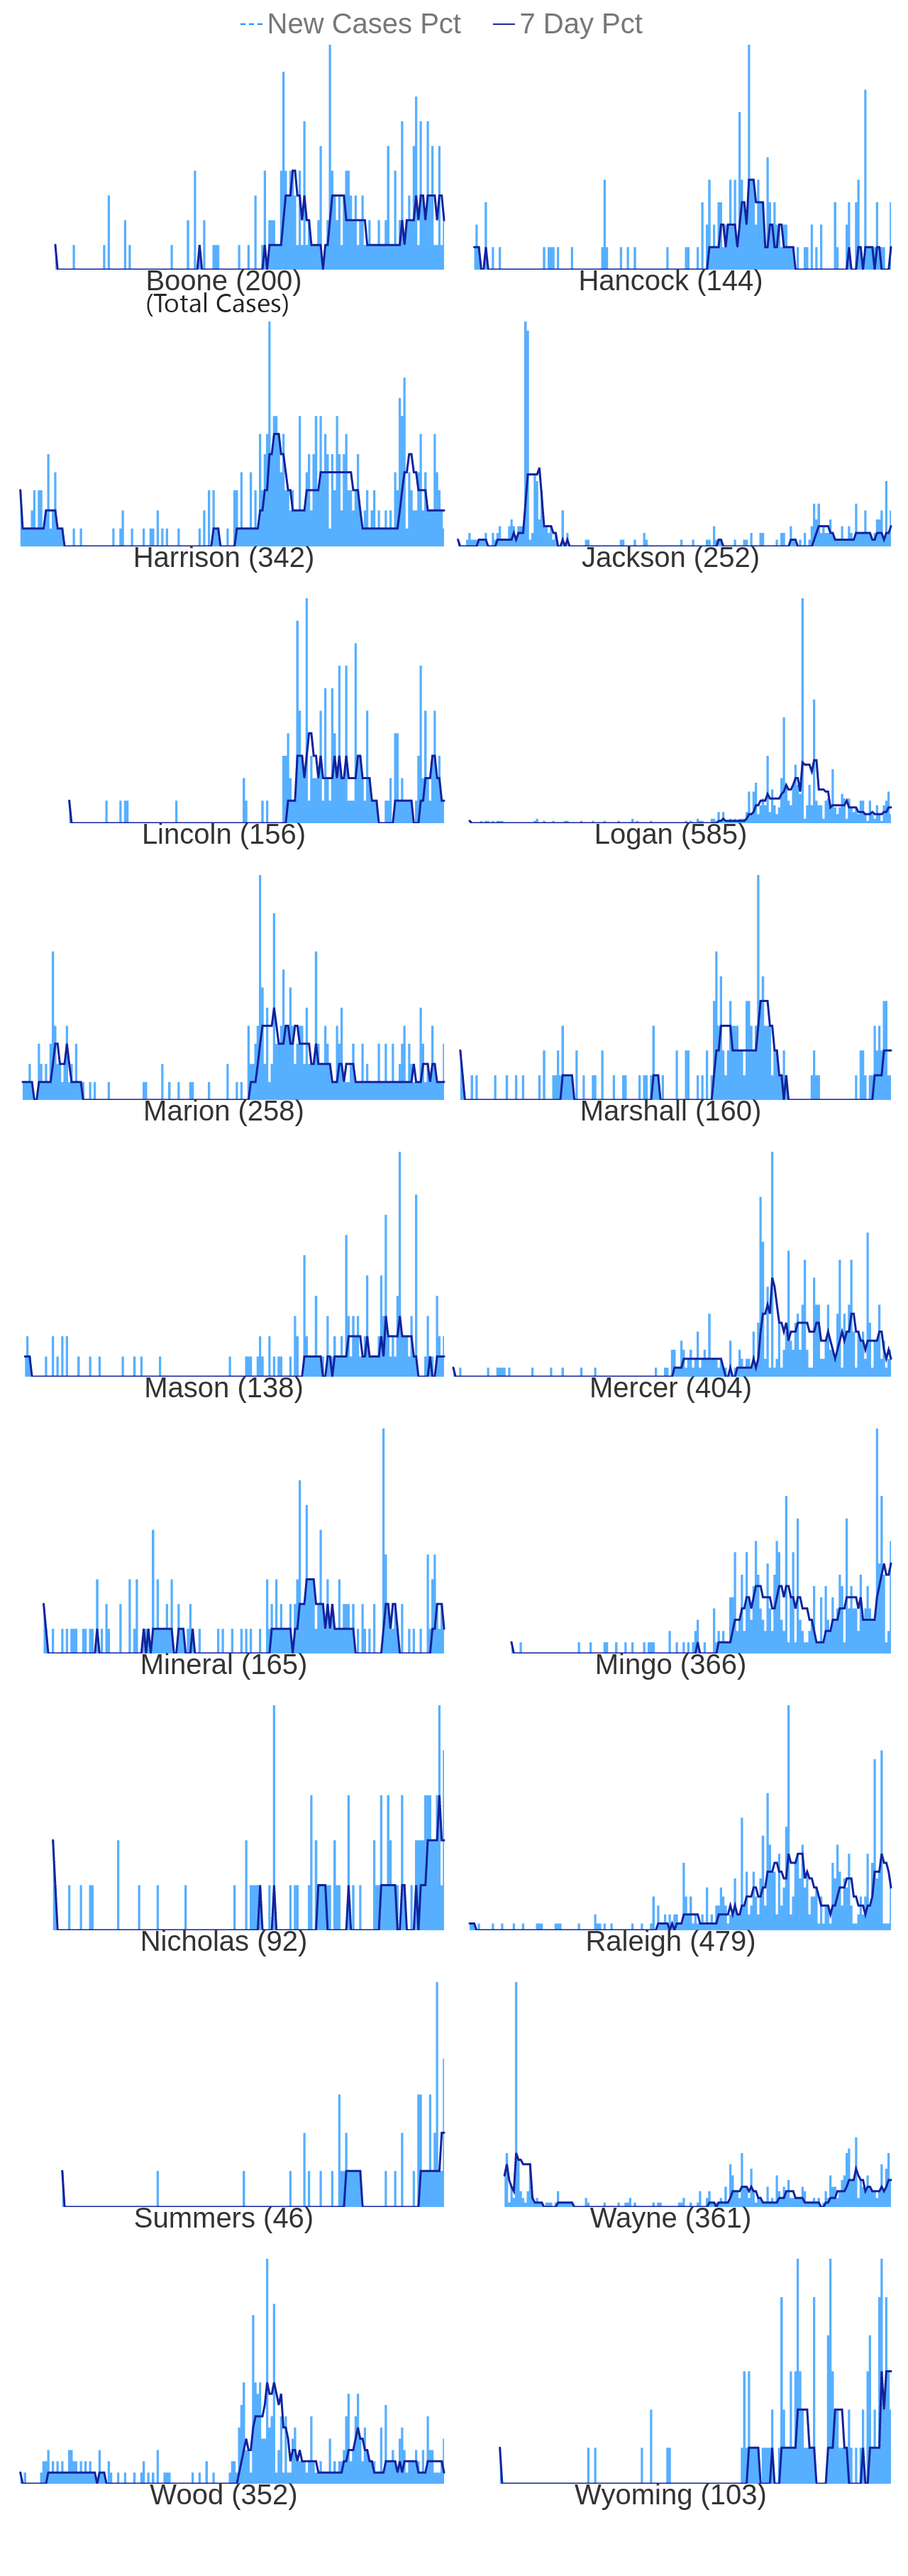 New Cases Pct 7 Day Pct
Boone (200) Hancock (144)
(Total Cases)
Harrison (342) Jackson (252)
Lincoln (156) Logan (585)
Marion (258) Marshall (160)
Mason (138) Mercer (404)
Mineral (165) Mingo (366)
Nicholas (92) Raleigh (479)
Summers (46) Wayne (361)
Wood (352) Wyoming (103)